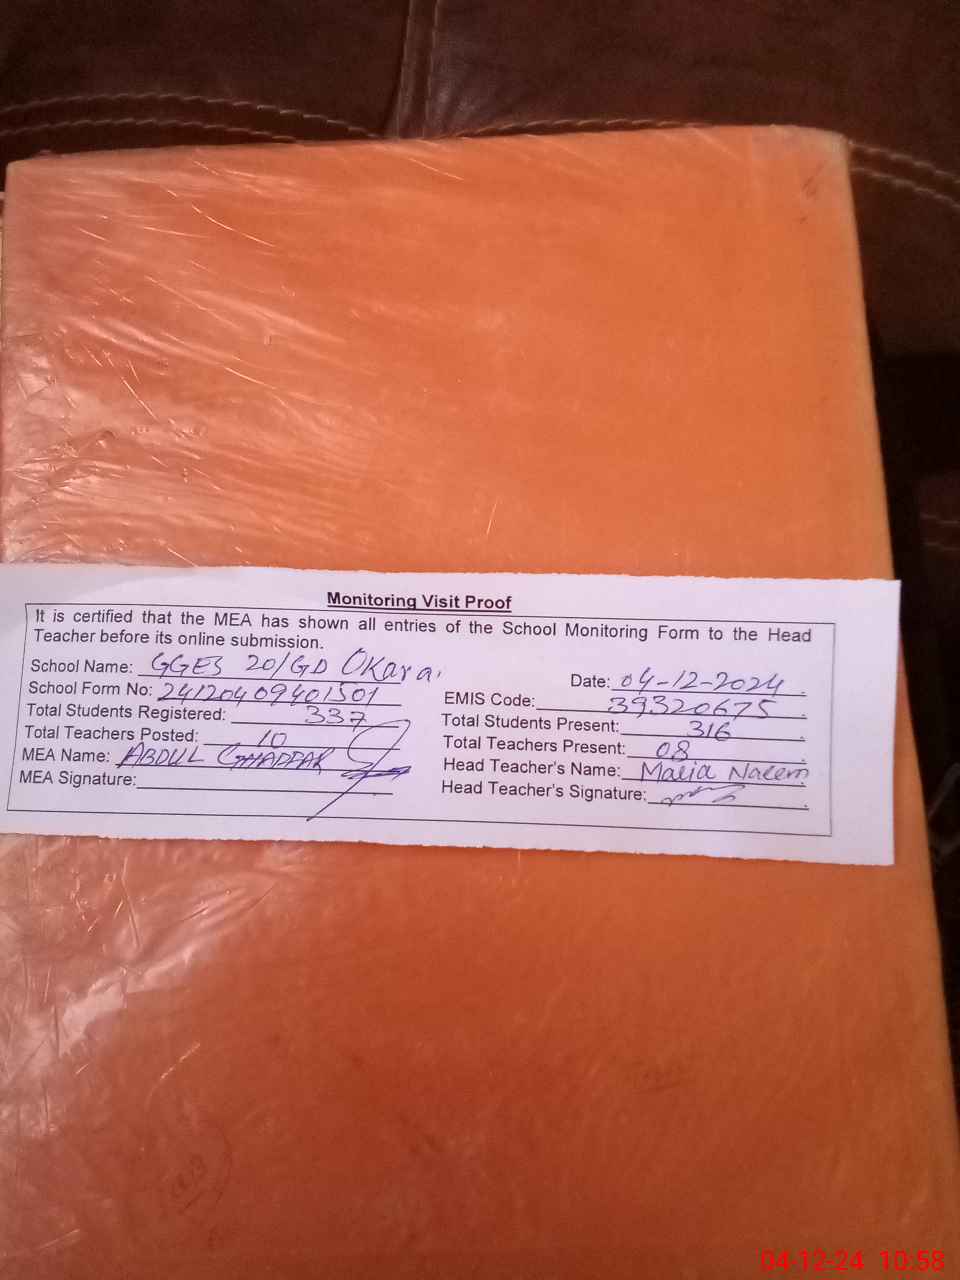 Monitoring Visit Proof
It is certified that the MEA has shown all entries of the School Monitoring Form to the Head
Teacher before its online submission.
School Name: GGES 20/GD Okara.
Date: 04-12-2024
School Form No: 24120409401501
EMIS Code: 39320675
Total Students Registered: 337
Total Students Present: 316
Total Teachers Posted: 10
Total Teachers Present: 08
MEA Name: ABDUL GHAFFAR
Head Teacher's Name: Maria Naeem
MEA Signature:
Head Teacher's Signature:
04-12-24 10:58